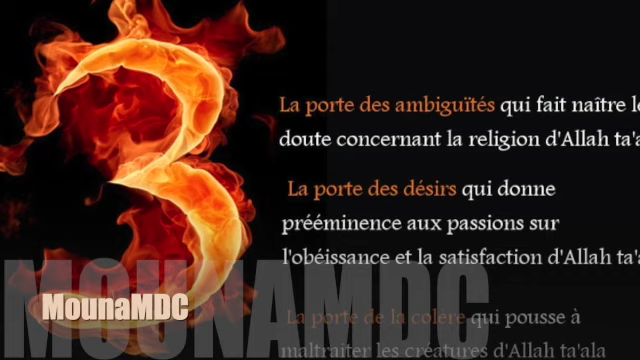 3
La porte des ambiguïtés qui fait naître le
doute concernant la religion d'Allah ta'a
La porte des désirs qui donne
prééminence aux passions sur
l'obéissance et la satisfaction d'Allah ta'a
La porte de la colère qui pousse à
maltraiter les créatures d'Allah ta'ala
MOUNAMDC
MounaMDC